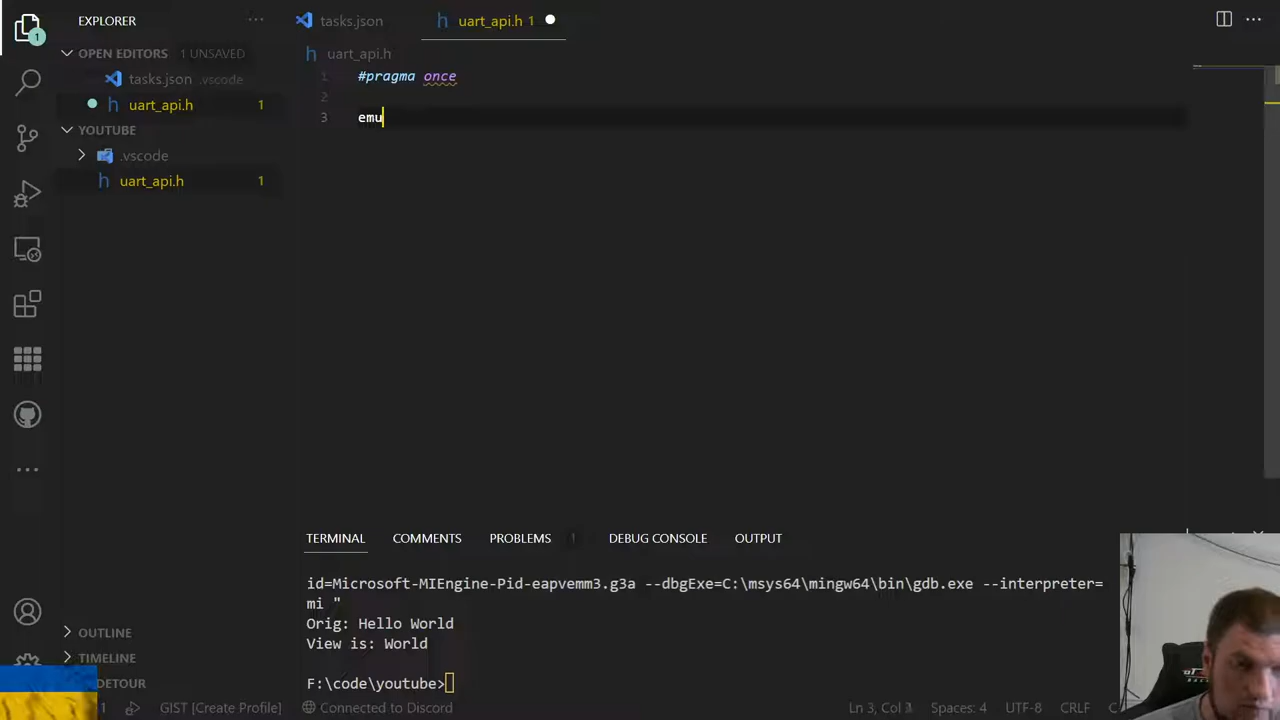 EXPLORER ...
OPEN EDITORS 1 UNSAVED
tasks.json .vscode
uart_api.h 1
YOUTUBE
.vscode
uart_api.h 1
OUTLINE
TIMELINE
DETOUR
tasks.json
uart_api.h 1
uart_api.h
1 #pragma once
2
3 emu
TERMINAL COMMENTS PROBLEMS 1 DEBUG CONSOLE OUTPUT
id=Microsoft-MIEngine-Pid-eapvemm3.g3a --dbgExe=C:\msys64\mingw64\bin\gdb.exe --interpreter=
mi "
Orig: Hello World
View is: World
F:\code\youtube>
1 GIST [Create Profile] Connected to Discord Ln 3, Col Spaces: 4 UTF-8 CRLF C